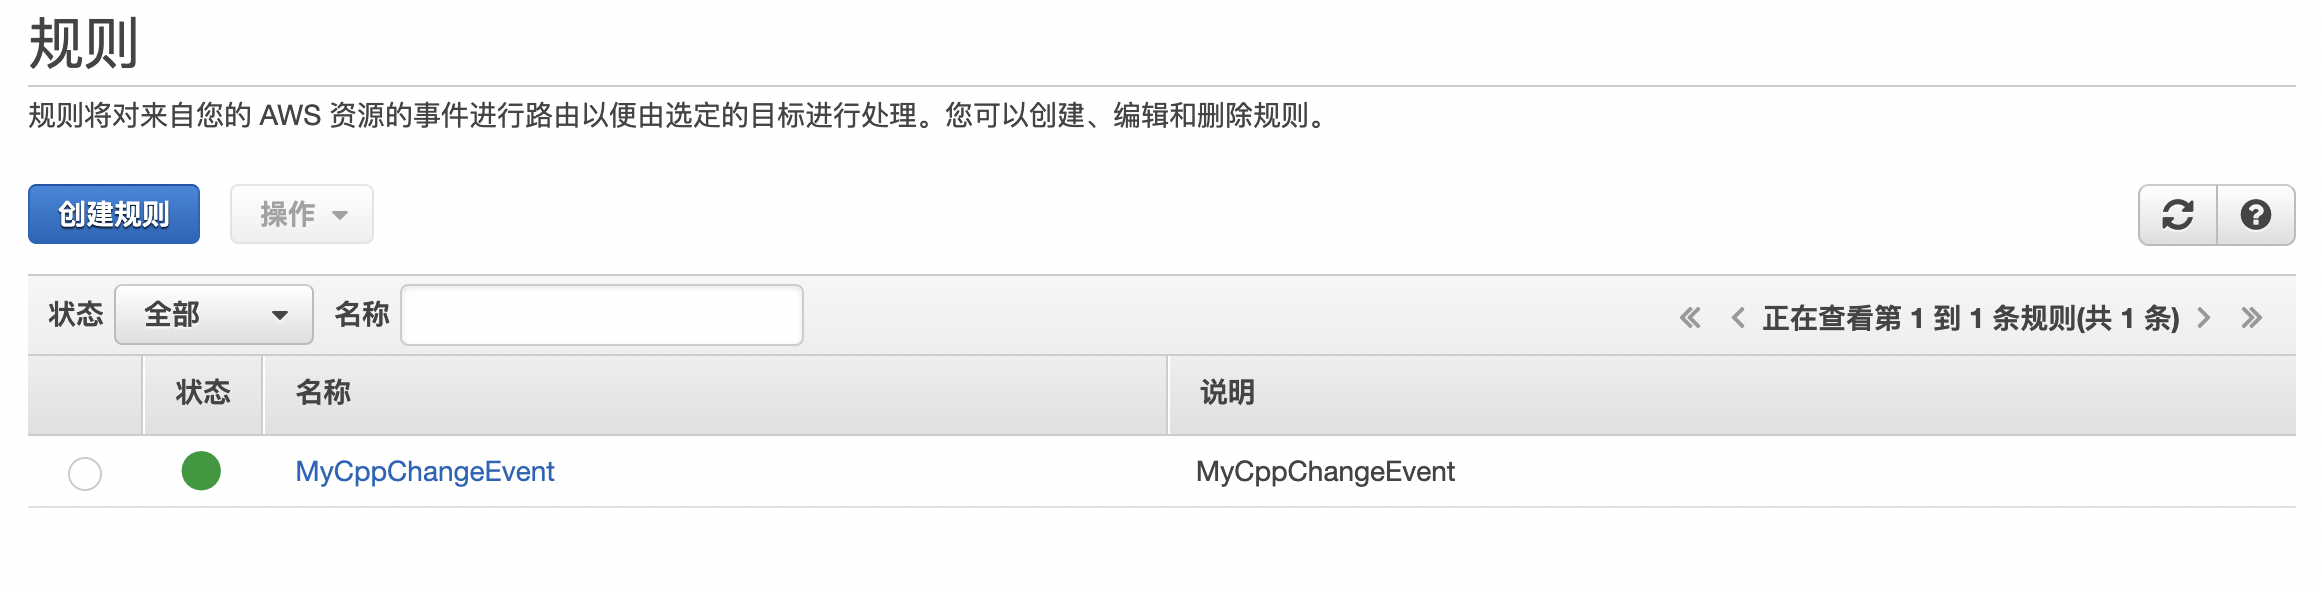 规则
规则将对来自您的 AWS 资源的事件进行路由以便由选定的目标进行处理。您可以创建、编辑和删除规则。
创建规则 操作
状态 全部 名称 正在查看第 1 到 1 条规则(共 1 条)
状态 名称 说明
MyCppChangeEvent MyCppChangeEvent